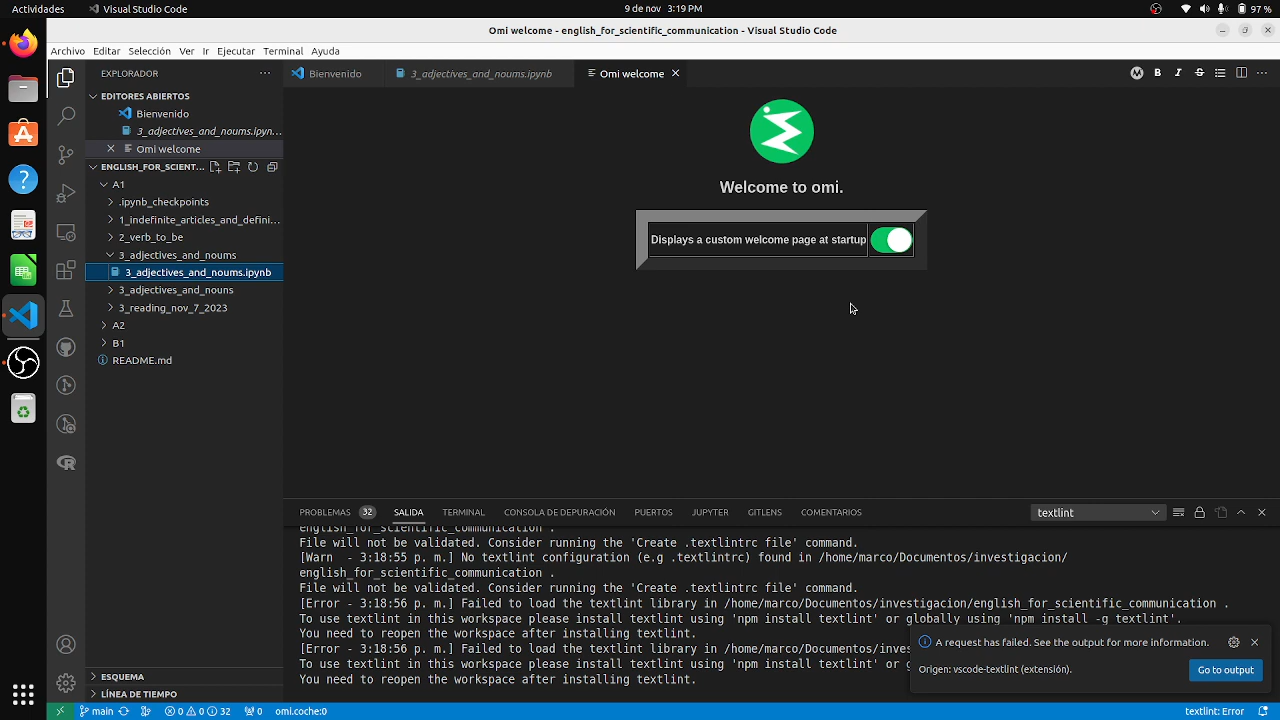 Actividades Visual Studio Code 9 de nov 3:19 PM 97 %
Omi welcome - english_for_scientific_communication - Visual Studio Code
Archivo Editar Selección Ver Ir Ejecutar Terminal Ayuda
EXPLORADOR
Bienvenido 3_adjectives_and_noums.ipynb Omi welcome
EDITORES ABIERTOS
Bienvenido
3_adjectives_and_noums.ipyn...
Omi welcome
ENGLISH_FOR_SCIENT...
A1
.ipynb_checkpoints
1_indefinite_articles_and_defini...
2_verb_to_be
3_adjectives_and_noums
3_adjectives_and_noums.ipynb
3_adjectives_and_nouns
3_reading_nov_7_2023
A2
B1
README.md
ESQUEMA
LÍNEA DE TIEMPO
Welcome to omi.
Displays a custom welcome page at startup
PROBLEMAS 32 SALIDA TERMINAL CONSOLA DE DEPURACIÓN PUERTOS JUPYTER GITLENS COMENTARIOS textlint
english_for_scientific_communication .
File will not be validated. Consider running the 'Create .textlintrc file' command.
[Warn  - 3:18:55 p. m.] No textlint configuration (e.g .textlintrc) found in /home/marco/Documentos/investigacion/
english_for_scientific_communication .
File will not be validated. Consider running the 'Create .textlintrc file' command.
[Error - 3:18:56 p. m.] Failed to load the textlint library in /home/marco/Documentos/investigacion/english_for_scientific_communication .
To use textlint in this workspace please install textlint using 'npm install textlint' or globally using 'npm install -g textlint'.
You need to reopen the workspace after installing textlint.
[Error - 3:18:56 p. m.] Failed to load the textlint library in /home/marco/Documentos/inves
To use textlint in this workspace please install textlint using 'npm install textlint' or g
You need to reopen the workspace after installing textlint.
A request has failed. See the output for more information.
Origen: vscode-textlint (extensión).
Go to output
main 0 0 32 0 omi.coche:0 textlint: Error